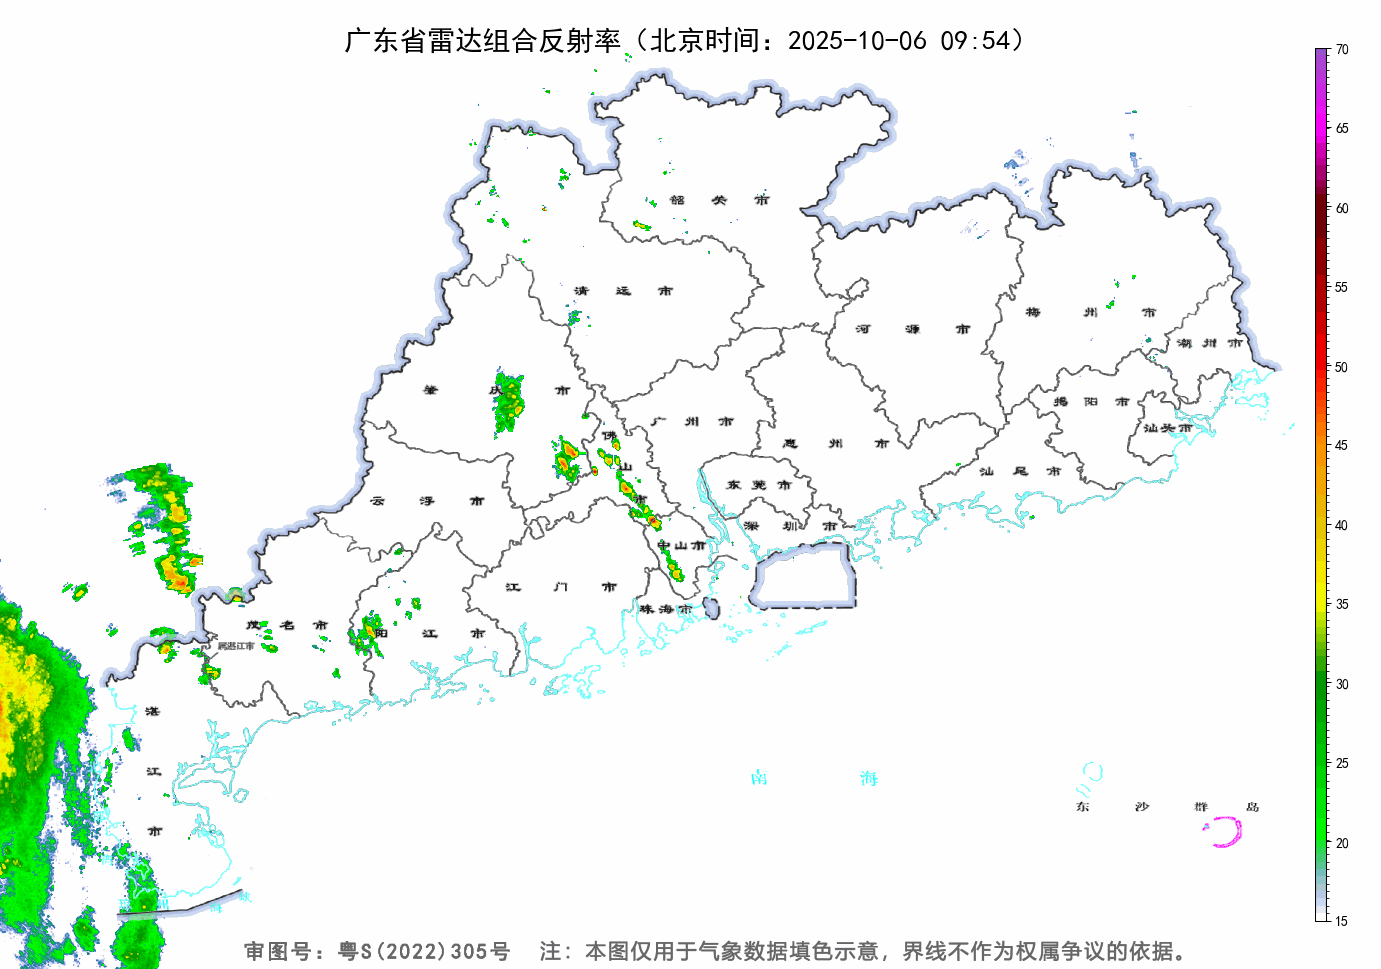 广东省雷达组合反射率（北京时间：2025-10-06 09:54）
70
65
60
55
50
45
40
35
30
25
20
15
韶关市
清远市
河源市
梅州市
潮州市
肇庆市
广州市
佛山市
惠州市
揭阳市
汕头市
汕尾市
云浮市
东莞市
深圳市
中山市
江门市
珠海市
茂名市
阳江市
属湛江市
湛江市
南海
东沙群岛
审图号：粤S(2022)305号 注：本图仅用于气象数据填色示意，界线不作为权属争议的依据。